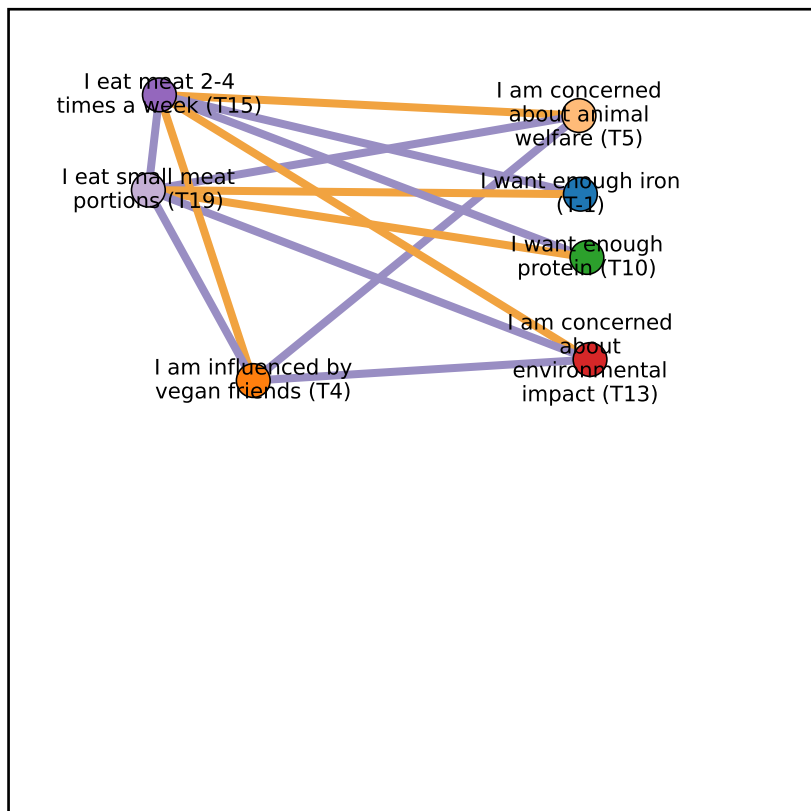 I eat meat 2-4
times a week (T15)
I am concerned
about animal
welfare (T5)
I eat small meat
portions (T19)
I want enough iron
(T-1)
I want enough
protein (T10)
I am concerned
about
environmental
impact (T13)
I am influenced by
vegan friends (T4)